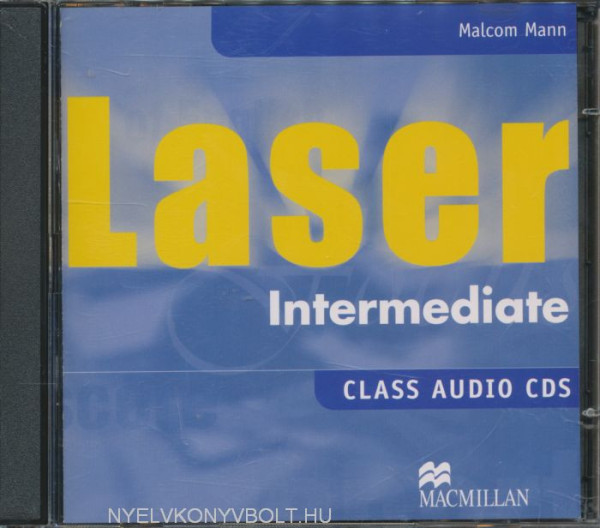 Malcom Mann
Laser
Intermediate
CLASS AUDIO CDS
MACMILLAN
NYELVKONYVBOLT.HU